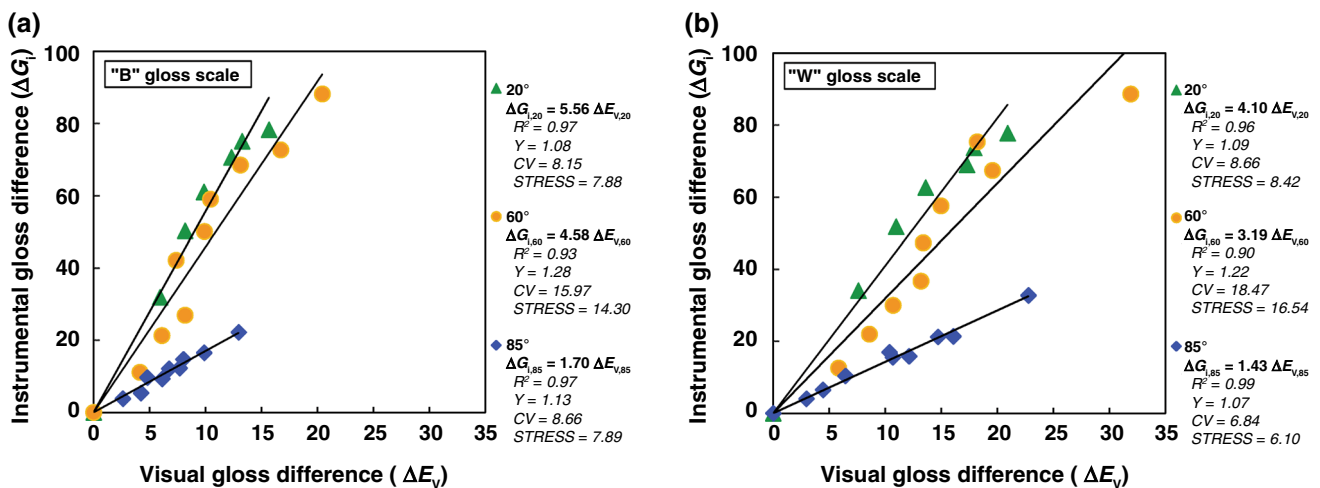 (a)
Instrumental gloss difference (ΔGi)
100
80
60
40
20
0
"B" gloss scale
0 5 10 15 20 25 30 35
Visual gloss difference ( ΔEV)
20°
ΔGi,20 = 5.56 ΔEV,20
R² = 0.97
Y = 1.08
CV = 8.15
STRESS = 7.88
60°
ΔGi,60 = 4.58 ΔEV,60
R² = 0.93
Y = 1.28
CV = 15.97
STRESS = 14.30
85°
ΔGi,85 = 1.70 ΔEV,85
R² = 0.97
Y = 1.13
CV = 8.66
STRESS = 7.89
(b)
Instrumental gloss difference (ΔGi)
100
80
60
40
20
0
"W" gloss scale
0 5 10 15 20 25 30 35
Visual gloss difference ( ΔEV)
20°
ΔGi,20 = 4.10 ΔEV,20
R² = 0.96
Y = 1.09
CV = 8.66
STRESS = 8.42
60°
ΔGi,60 = 3.19 ΔEV,60
R² = 0.90
Y = 1.22
CV = 18.47
STRESS = 16.54
85°
ΔGi,85 = 1.43 ΔEV,85
R² = 0.99
Y = 1.07
CV = 6.84
STRESS = 6.10